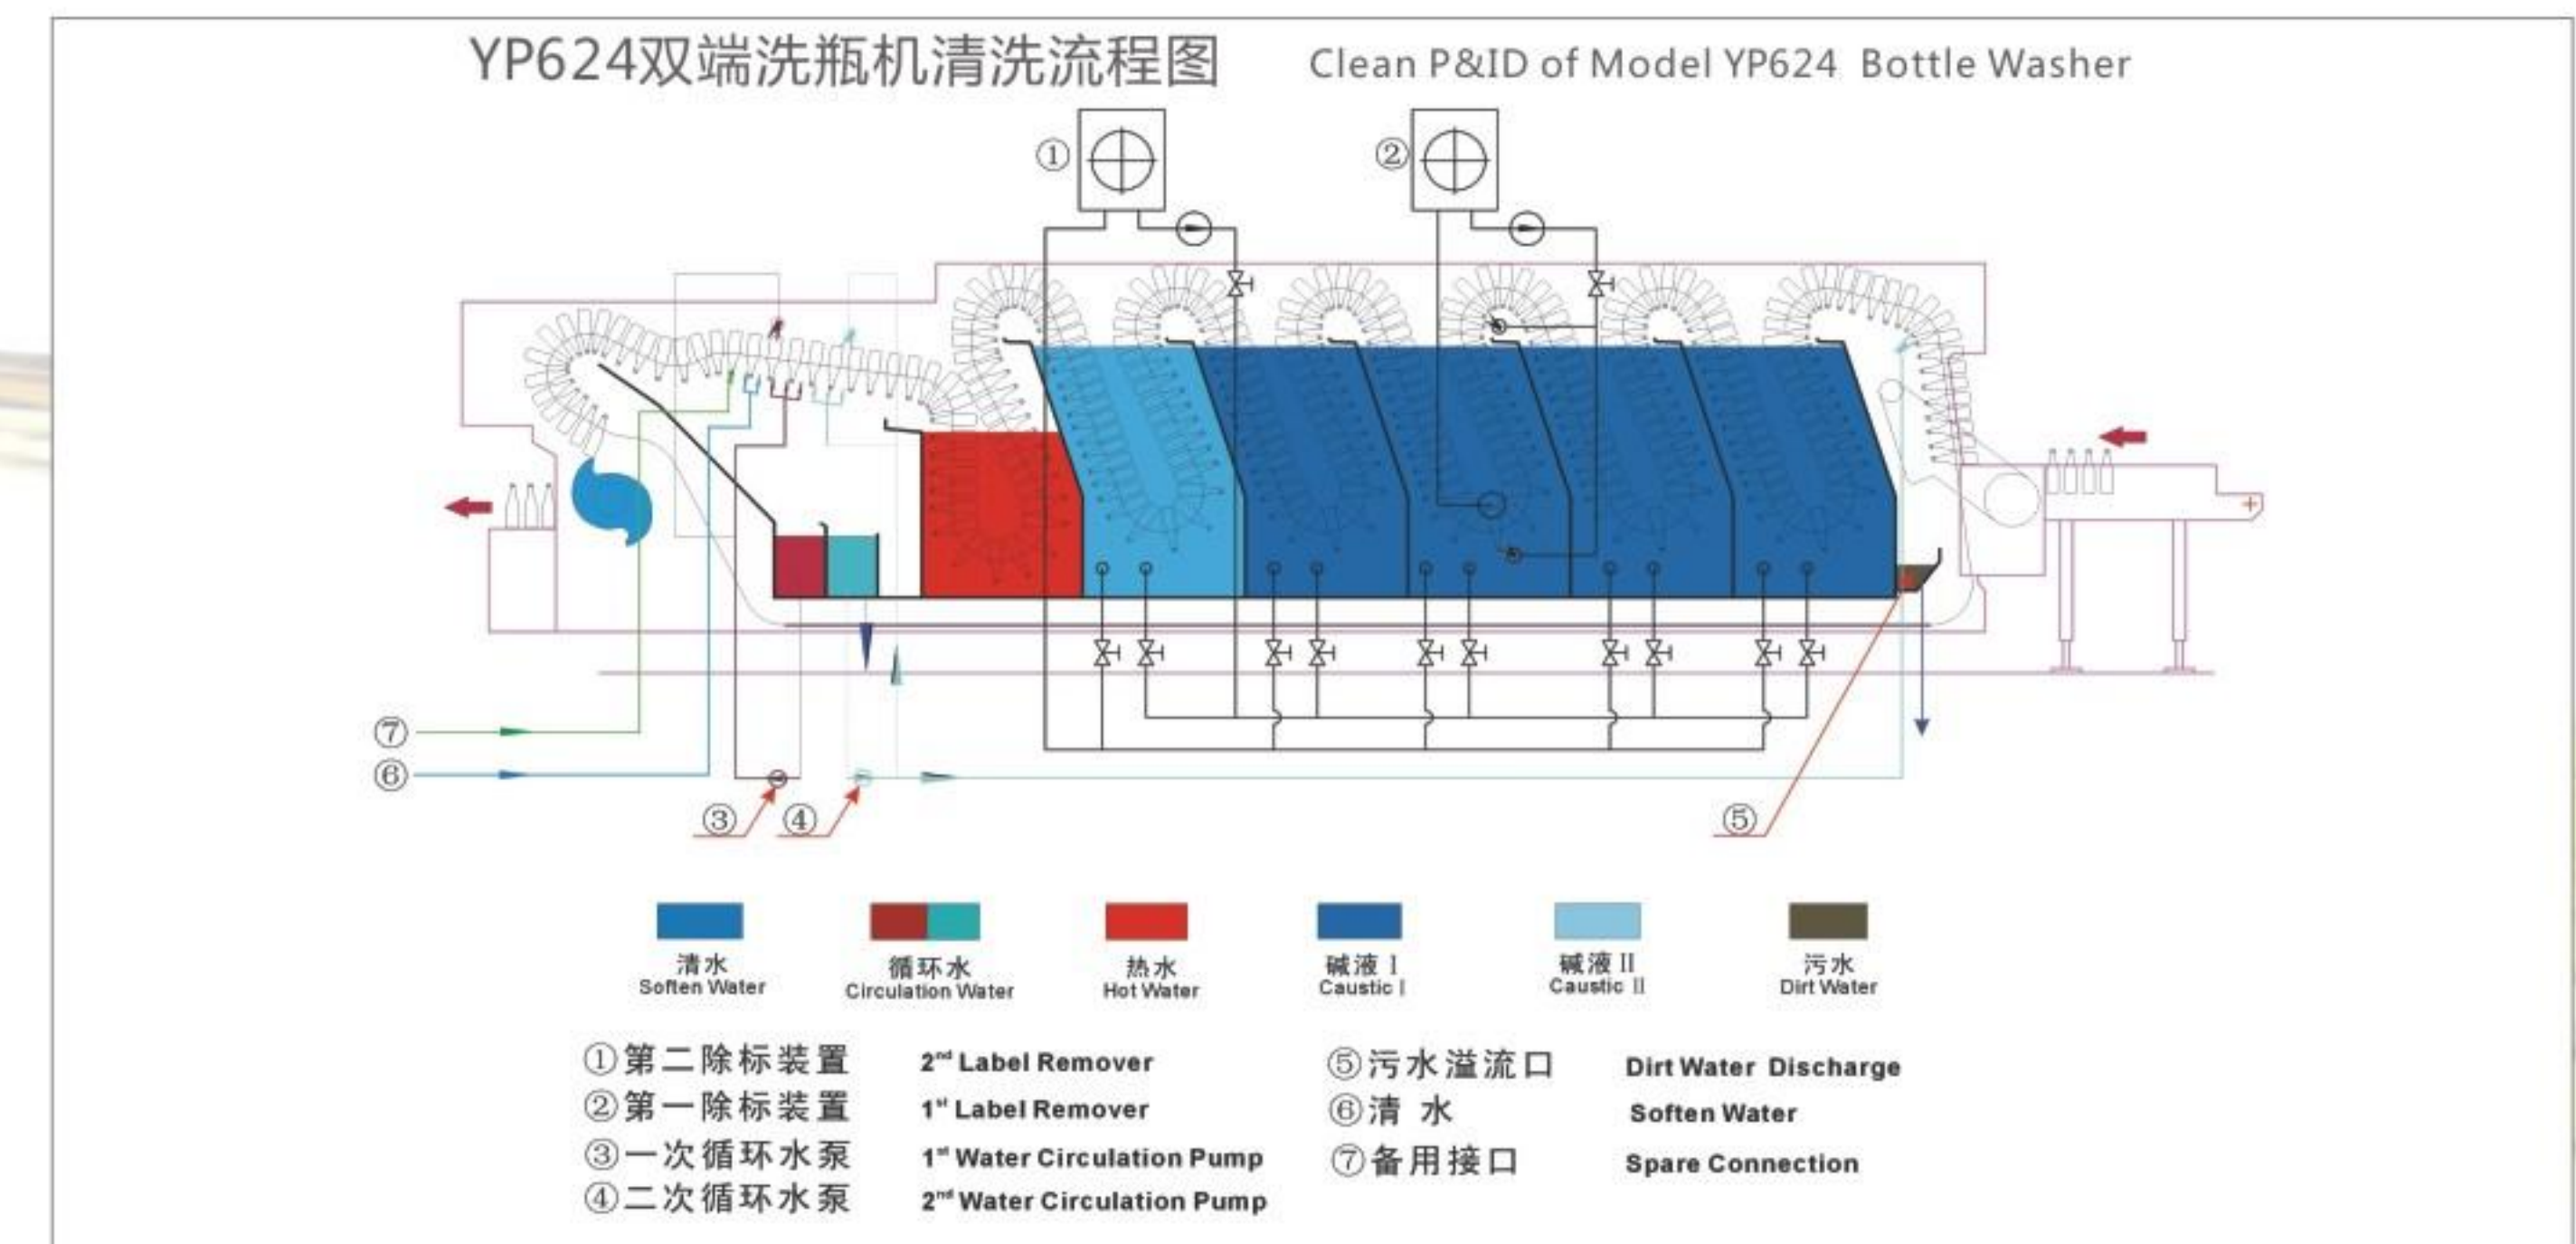 YP624双端洗瓶机清洗流程图 Clean P&ID of Model YP624 Bottle Washer
① ②
⑦
⑥
③ ④ ⑤
清水 循环水 热水 碱液 I 碱液 II 污水
Soften Water Circulation Water Hot Water Caustic I Caustic II Dirt Water
①第二除标装置 2nd Label Remover ⑤污水溢流口 Dirt Water Discharge
②第一除标装置 1st Label Remover ⑥清 水 Soften Water
③一次循环水泵 1st Water Circulation Pump ⑦备用接口 Spare Connection
④二次循环水泵 2nd Water Circulation Pump